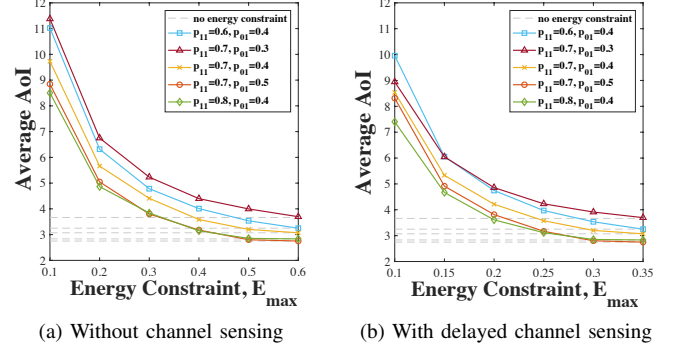 12
11
10
9
8
7
6
5
4
3
2
Average AoI
no energy constraint
p11=0.6, p01=0.4
p11=0.7, p01=0.3
p11=0.7, p01=0.4
p11=0.7, p01=0.5
p11=0.8, p01=0.4
0.1 0.2 0.3 0.4 0.5 0.6
Energy Constraint, Emax
(a) Without channel sensing
12
11
10
9
8
7
6
5
4
3
2
Average AoI
no energy constraint
p11=0.6, p01=0.4
p11=0.7, p01=0.3
p11=0.7, p01=0.4
p11=0.7, p01=0.5
p11=0.8, p01=0.4
0.1 0.15 0.2 0.25 0.3 0.35
Energy Constraint, Emax
(b) With delayed channel sensing